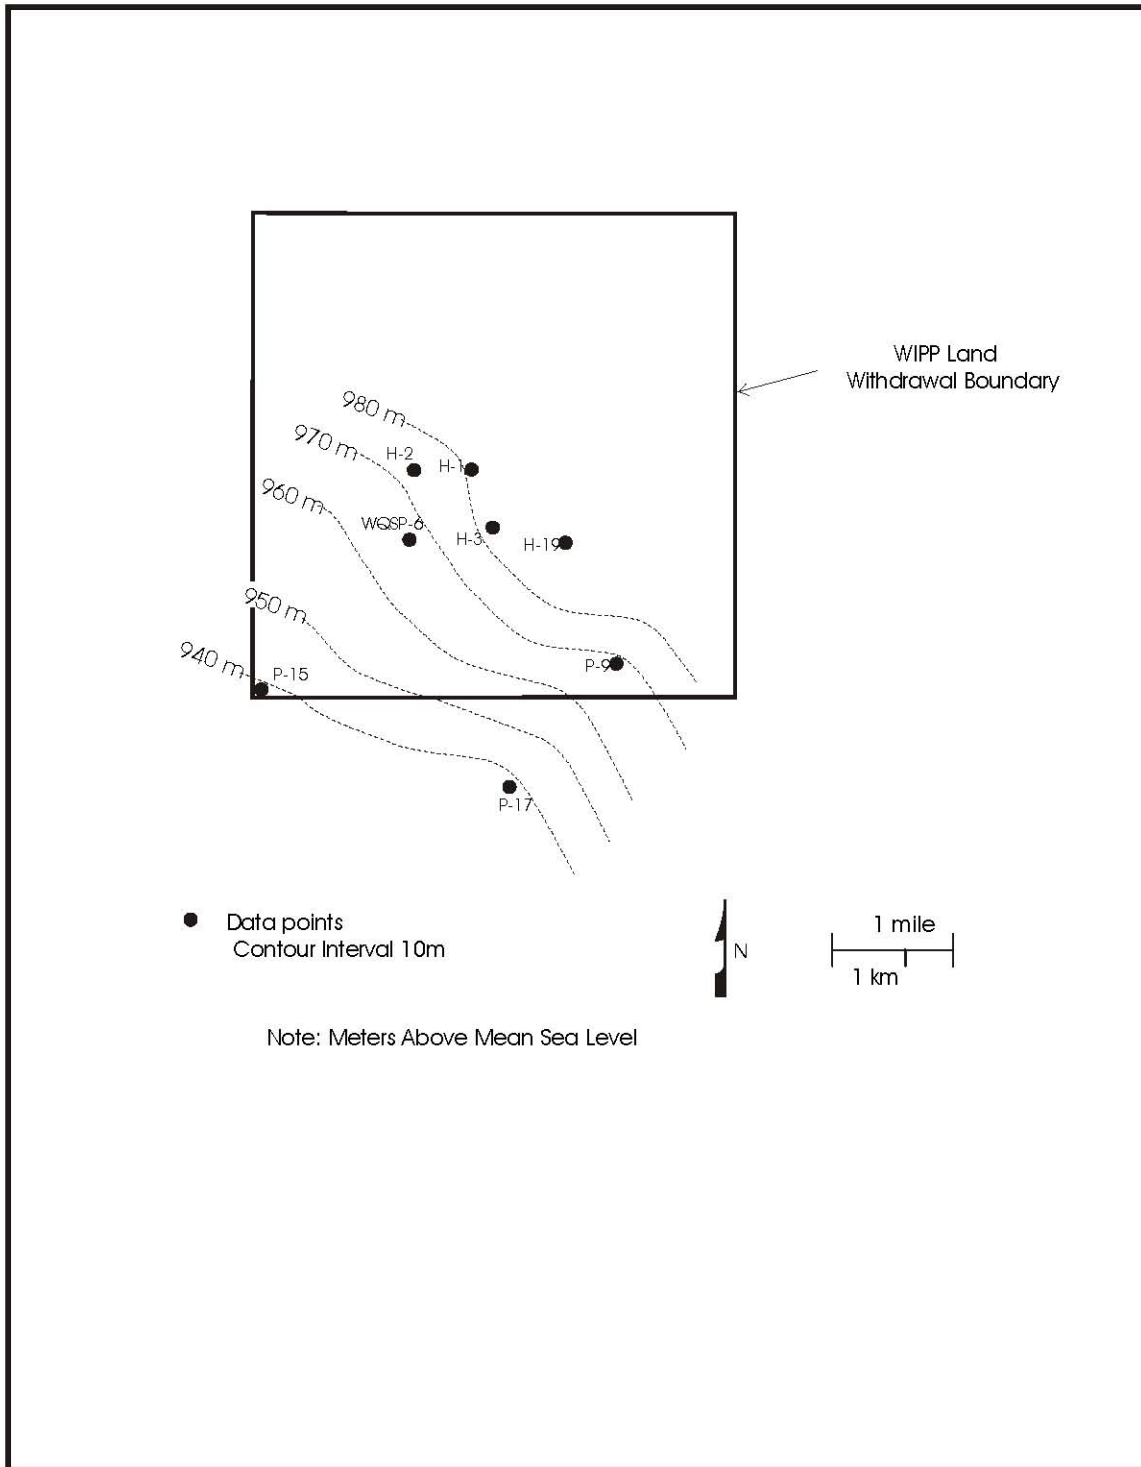 WIPP Land
Withdrawal Boundary
980 m
970 m
H-2
H-1
960 m
WQSP-6
H-3
H-19
950 m
940 m
P-15
P-9
P-17
Data points
Contour Interval 10m
N
1 mile
1 km
Note: Meters Above Mean Sea Level